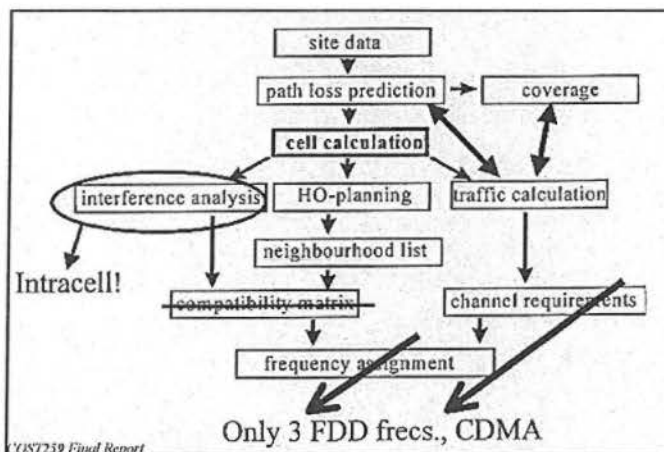 site data
path loss prediction
coverage
cell calculation
interference analysis
HO-planning
traffic calculation
neighbourhood list
Intracell!
compatibility matrix
channel requirements
frequency assignment
Only 3 FDD frecs., CDMA
COST259 Final Report